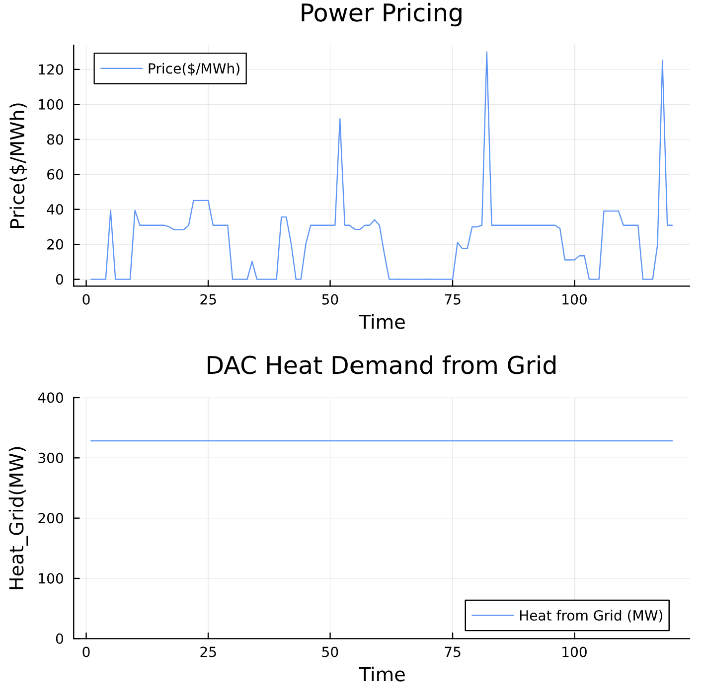 Power Pricing
Price($/MWh)
120
100
80
60
40
20
0
Price($/MWh)
0 25 50 75 100
Time
DAC Heat Demand from Grid
Heat_Grid(MW)
400
300
200
100
0
Heat from Grid (MW)
0 25 50 75 100
Time